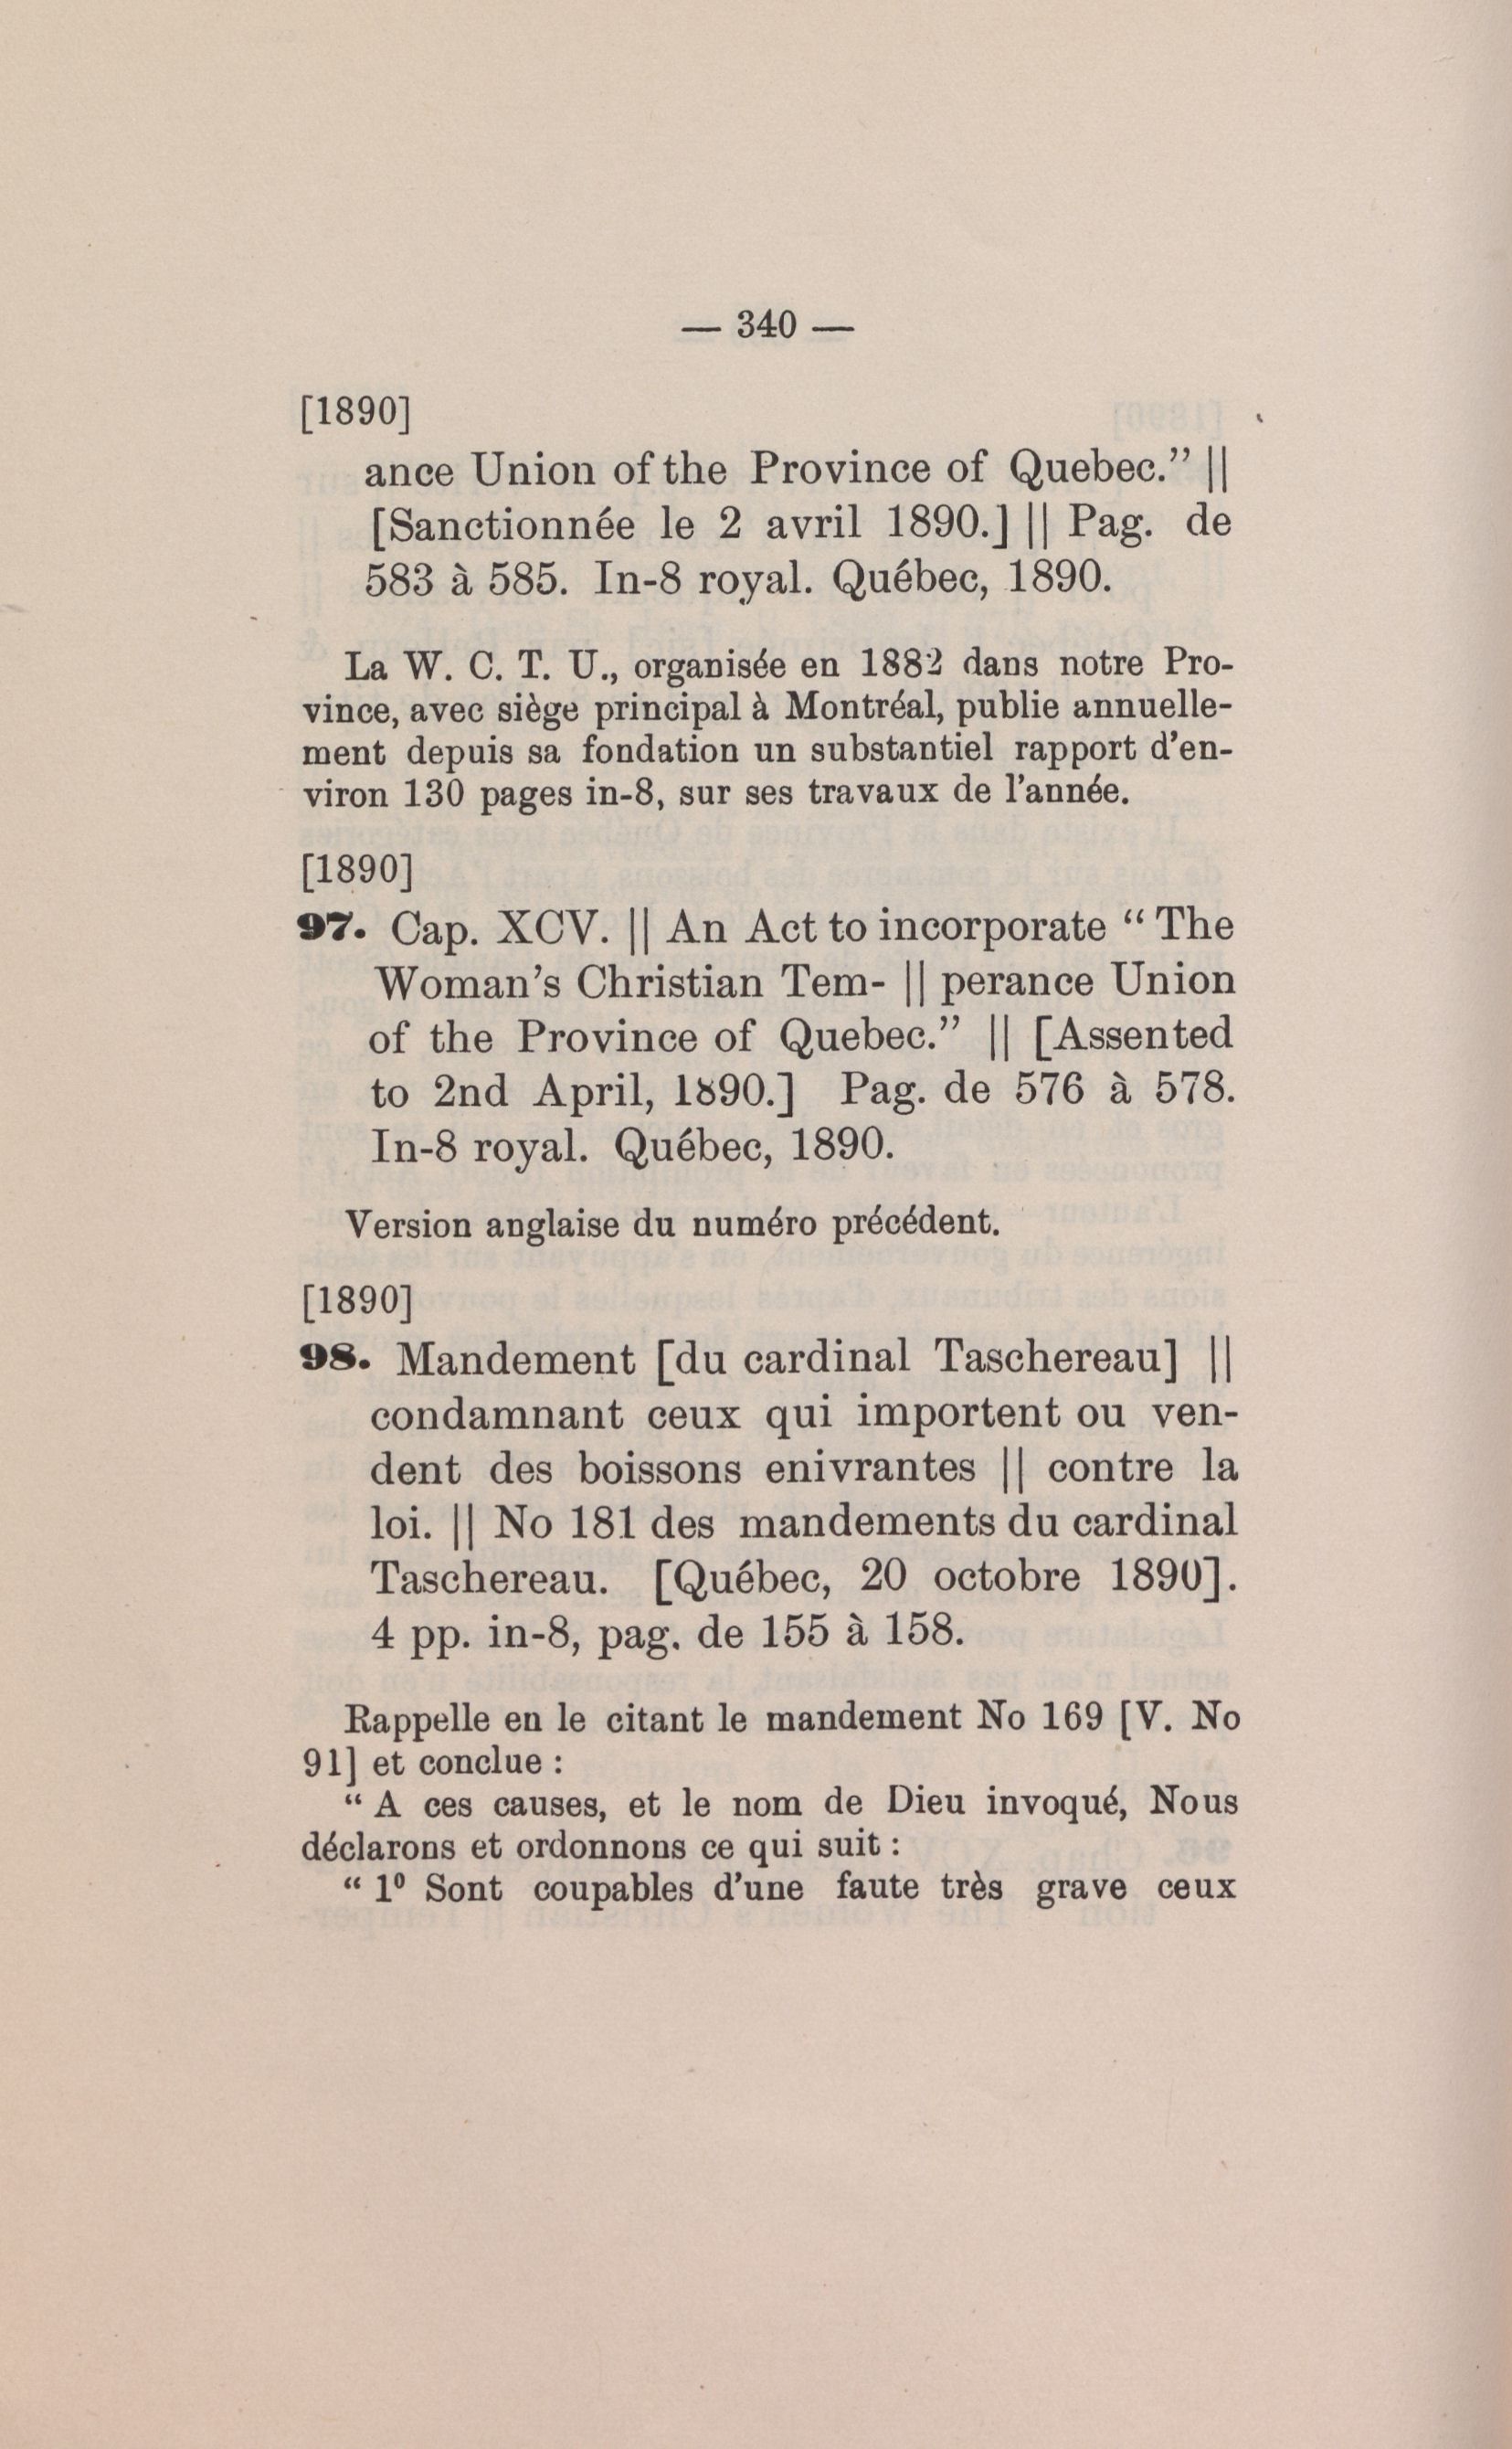 — 340 —
[1890]
ance Union of the Province of Quebec.” ||
[Sanctionnée le 2 avril 1890.] || Pag. de
583 à 585. In-8 royal. Québec, 1890.
La W. C. T. U., organisée en 1882 dans notre Pro-
vince, avec siège principal à Montréal, publie annuelle-
ment depuis sa fondation un substantiel rapport d’en-
viron 130 pages in-8, sur ses travaux de l’année.
[1890]
97. Cap. XCV. || An Act to incorporate “ The
Woman’s Christian Tem- || perance Union
of the Province of Quebec.” || [Assented
to 2nd April, 1890.] Pag. de 576 à 578.
In-8 royal. Québec, 1890.
Version anglaise du numéro précédent.
[1890]
98. Mandement [du cardinal Taschereau] ||
condamnant ceux qui importent ou ven-
dent des boissons enivrantes || contre la
loi. || No 181 des mandements du cardinal
Taschereau. [Québec, 20 octobre 1890].
4 pp. in-8, pag. de 155 à 158.
Rappelle en le citant le mandement No 169 [V. No
91] et conclue :
“ A ces causes, et le nom de Dieu invoqué, Nous
déclarons et ordonnons ce qui suit :
“ 1º Sont coupables d’une faute très grave ceux